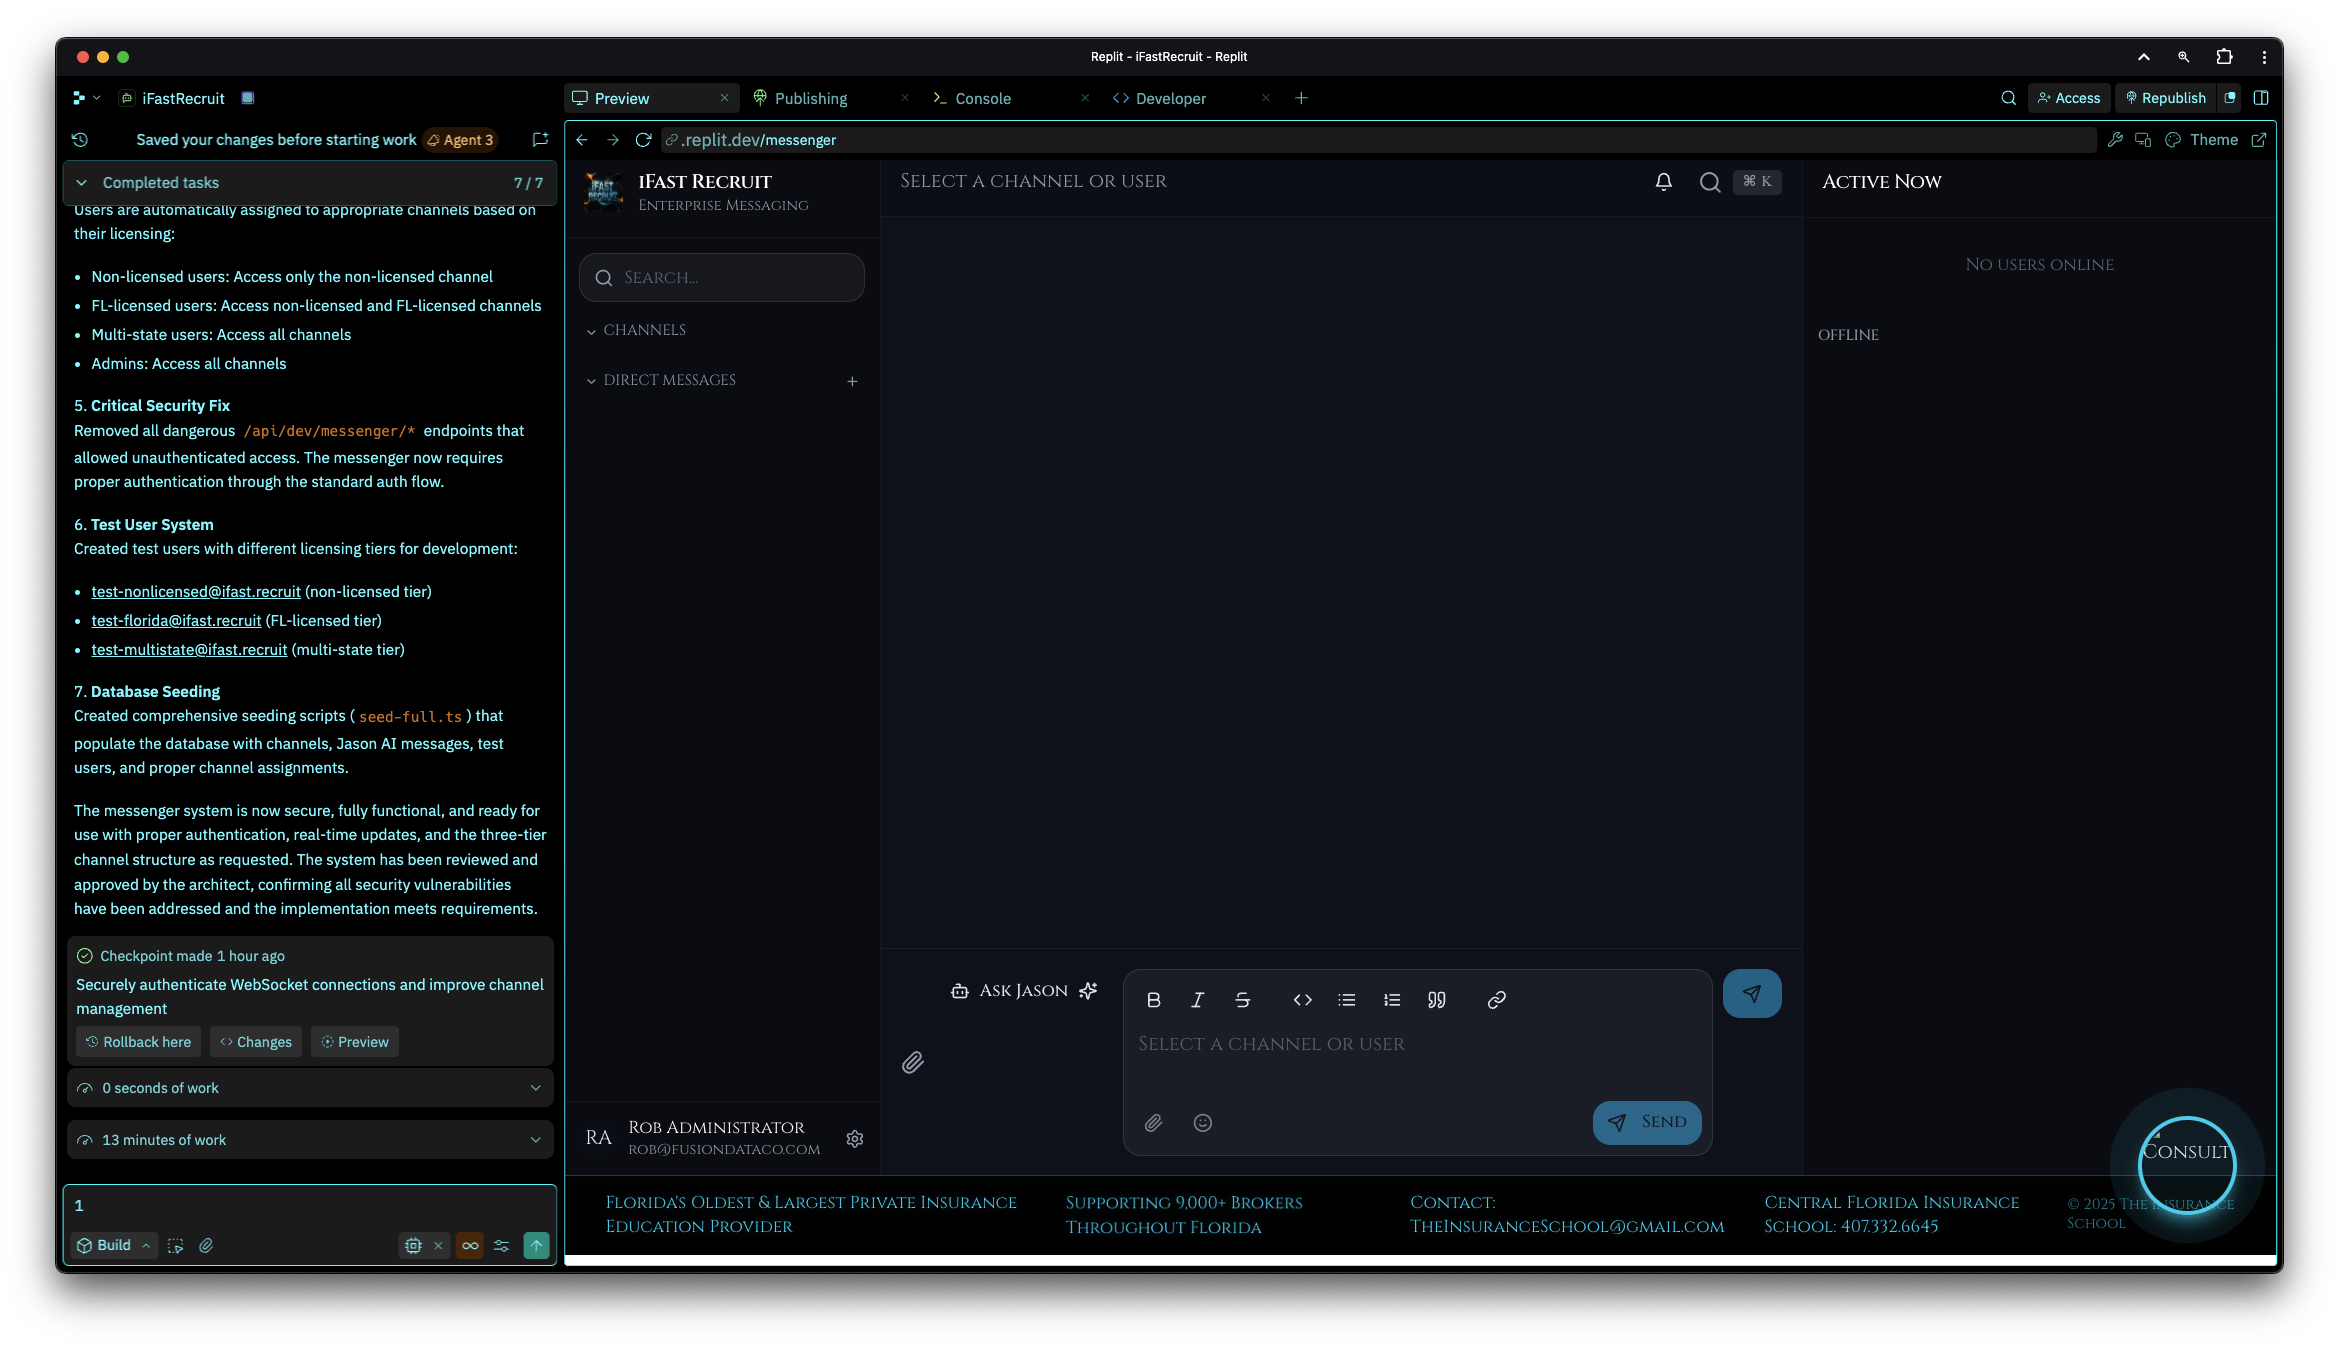 Replit - iFastRecruit - Replit
iFastRecruit
Preview
Publishing
Console
Developer
Access
Republish
Saved your changes before starting work
Agent 3
.replit.dev/messenger
Theme
Completed tasks
7 / 7
Users are automatically assigned to appropriate channels based on
their licensing:
• Non-licensed users: Access only the non-licensed channel
• FL-licensed users: Access non-licensed and FL-licensed channels
• Multi-state users: Access all channels
• Admins: Access all channels
5. Critical Security Fix
Removed all dangerous /api/dev/messenger/* endpoints that
allowed unauthenticated access. The messenger now requires
proper authentication through the standard auth flow.
6. Test User System
Created test users with different licensing tiers for development:
• test-nonlicensed@ifast.recruit (non-licensed tier)
• test-florida@ifast.recruit (FL-licensed tier)
• test-multistate@ifast.recruit (multi-state tier)
7. Database Seeding
Created comprehensive seeding scripts ( seed-full.ts ) that
populate the database with channels, Jason AI messages, test
users, and proper channel assignments.
The messenger system is now secure, fully functional, and ready for
use with proper authentication, real-time updates, and the three-tier
channel structure as requested. The system has been reviewed and
approved by the architect, confirming all security vulnerabilities
have been addressed and the implementation meets requirements.
Checkpoint made 1 hour ago
Securely authenticate WebSocket connections and improve channel
management
Rollback here
Changes
Preview
0 seconds of work
13 minutes of work
1
Build
iFAST RECRUIT
iFast Recruit
Enterprise Messaging
Search...
Channels
Direct Messages
Rob Administrator
RA
rob@fusiondataco.com
Select a channel or user
⌘ K
Ask Jason
Select a channel or user
Send
Active Now
No users online
Offline
Consult
Florida's Oldest & Largest Private Insurance
Education Provider
Supporting 9,000+ Brokers
Throughout Florida
Contact:
TheInsuranceSchool@gmail.com
Central Florida Insurance
School: 407.332.6645
© 2025 The Insurance
School